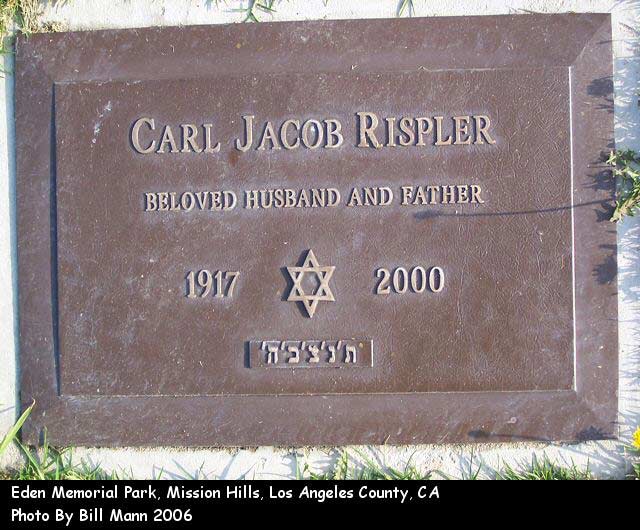 CARL JACOB RISPLER
BELOVED HUSBAND AND FATHER
1917 2000
ת'נ'צ'ב'ה'
Eden Memorial Park, Mission Hills, Los Angeles County, CA
Photo By Bill Mann 2006